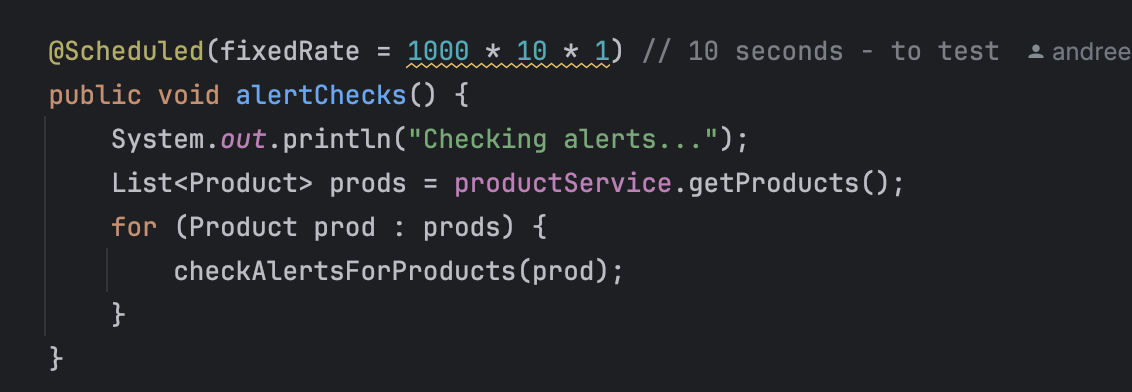 @Scheduled(fixedRate = 1000 * 10 * 1) // 10 seconds - to test andree
public void alertChecks() {
System.out.println("Checking alerts...");
List<Product> prods = productService.getProducts();
for (Product prod : prods) {
checkAlertsForProducts(prod);
}
}